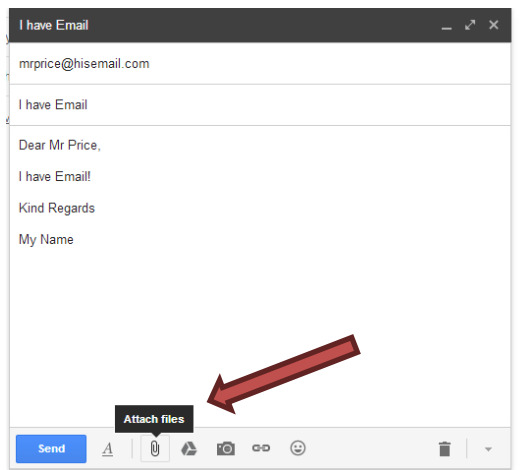 I have Email
mrprice@hisemail.com
I have Email
Dear Mr Price,
I have Email!
Kind Regards
My Name
Attach files
Send A